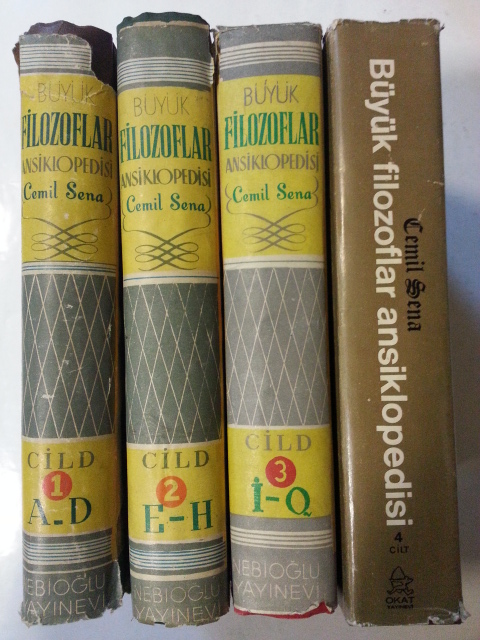 BÜYÜK
FİLOZOFLAR
ANSİKLOPEDİSİ
Cemil Sena
CİLD
1
A-D
NEBİOĞLU
YAYINEVİ
BÜYÜK
FİLOZOFLAR
ANSİKLOPEDİSİ
Cemil Sena
CİLD
2
E-H
NEBİOĞLU
YAYINEVİ
BÜYÜK
FİLOZOFLAR
ANSİKLOPEDİSİ
Cemil Sena
CİLD
3
İ-Q
NEBİOĞLU
YAYINEVİ
Cemil Sena
Büyük filozoflar ansiklopedisi
4
CİLT
OKAT
YAYINEVİ